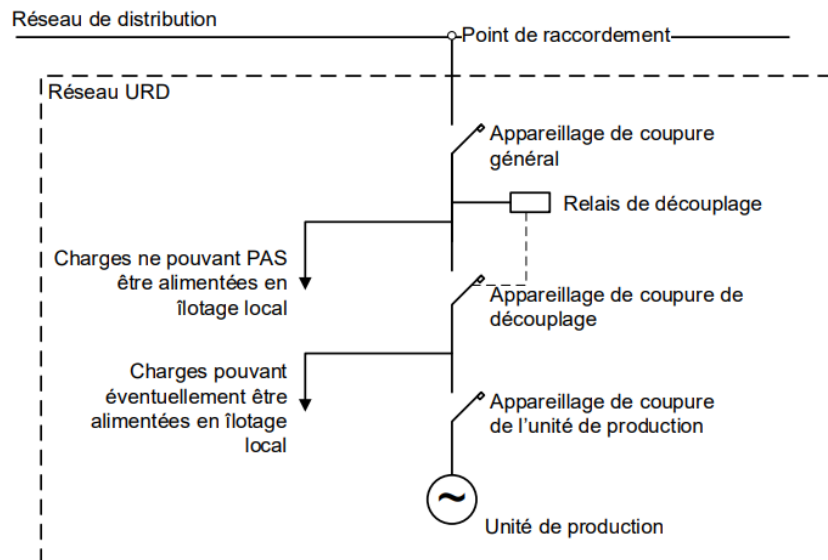 Réseau de distribution
Point de raccordement
Réseau URD
Appareillage de coupure
général
Relais de découplage
Charges ne pouvant PAS
être alimentées en
îlotage local
Appareillage de coupure de
découplage
Charges pouvant
éventuellement être
alimentées en îlotage
local
Appareillage de coupure
de l'unité de production
~
Unité de production